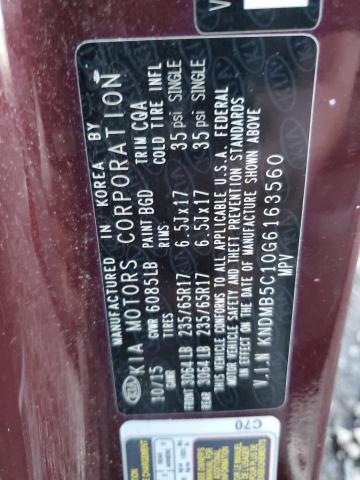 MANUFACTURED IN KOREA BY
KIA MOTORS CORPORATION
10/15 GVWR 6085LB PAINT BGD TRIM CQA
GAWR TIRES RIMS COLD TIRE INFL
FRONT 3064LB 235/65R17 6.5Jx17 35 psi SINGLE
REAR 3064LB 235/65R17 6.5Jx17 35 psi SINGLE
THIS VEHICLE CONFORMS TO ALL APPLICABLE U.S.A. FEDERAL
MOTOR VEHICLE SAFETY AND THEFT PREVENTION STANDARDS
IN EFFECT ON THE DATE OF MANUFACTURE SHOWN ABOVE
V.I.N KNDMB5C10G6163560
MPV
C70